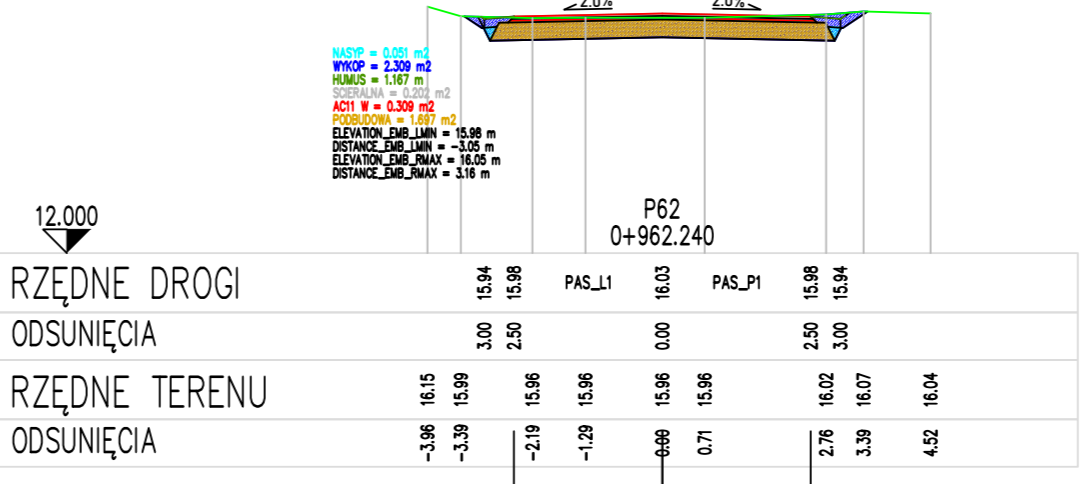 2.0% 2.0%
NASYP = 0.051 m2
WYKOP = 2.309 m2
HUMUS = 1.167 m
SCIERALNA = 0.202 m2
AC11 W = 0.309 m2
PODBUDOWA = 1.697 m2
ELEVATION_EMB_LMIN = 15.98 m
DISTANCE_EMB_LMIN = -3.05 m
ELEVATION_EMB_RMAX = 16.05 m
DISTANCE_EMB_RMAX = 3.16 m
12.000
P62
0+962.240
RZĘDNE DROGI 15.94 15.98 PAS_L1 16.03 PAS_P1 15.98 15.94
ODSUNIĘCIA 3.00 2.50 0.00 2.50 3.00
RZĘDNE TERENU 16.15 15.99 15.96 15.96 15.96 15.96 16.02 16.07 16.04
ODSUNIĘCIA -3.96 -3.39 -2.19 -1.29 0.00 0.71 2.76 3.39 4.52